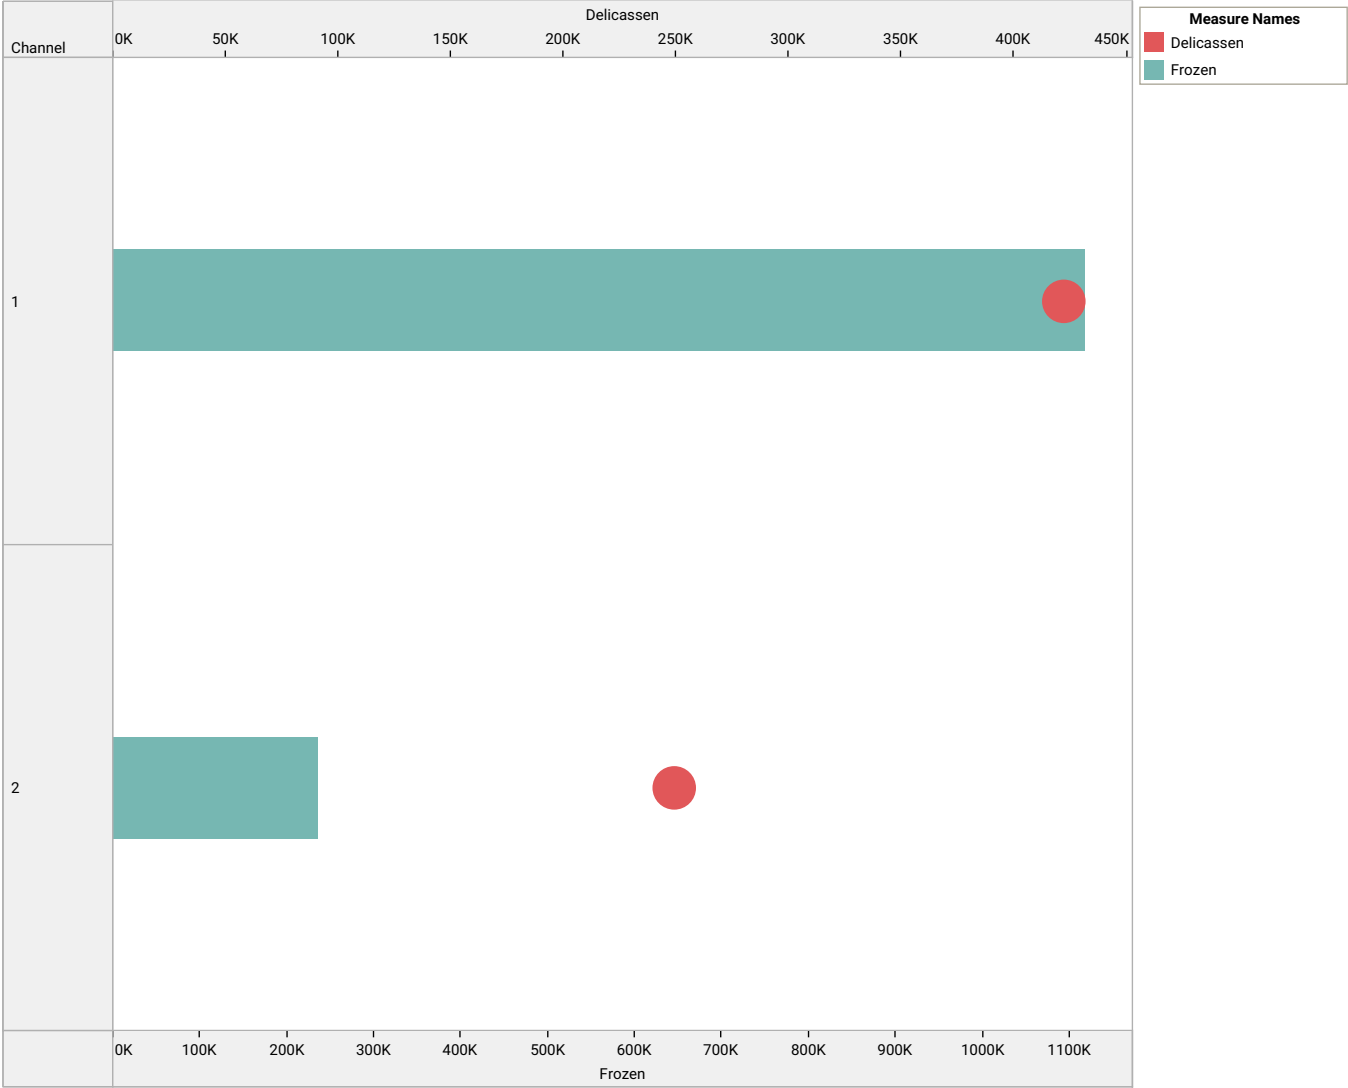 Delicassen
Channel
0K 50K 100K 150K 200K 250K 300K 350K 400K 450K
1
2
0K 100K 200K 300K 400K 500K 600K 700K 800K 900K 1000K 1100K
Frozen
Measure Names
Delicassen
Frozen